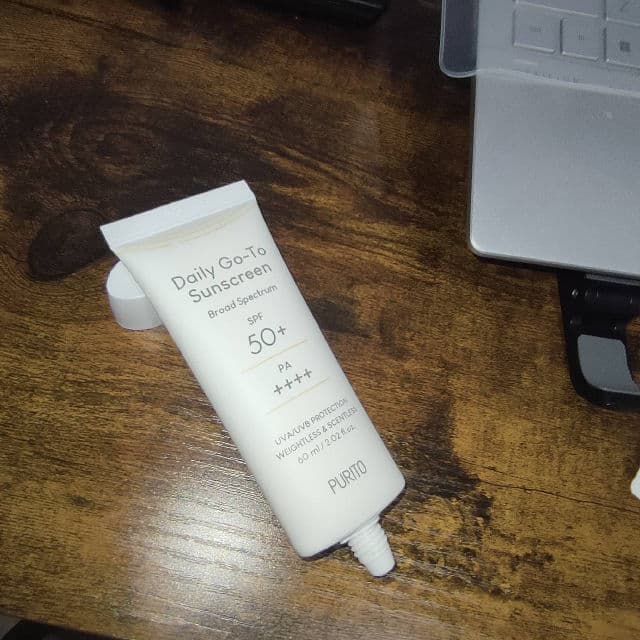 Daily Go-To
Sunscreen
Broad Spectrum
SPF
50+
PA
++++
UVA/UVB PROTECTION
WEIGHTLESS & SCENTLESS
60 ml / 2.02 fl oz.
PURITO